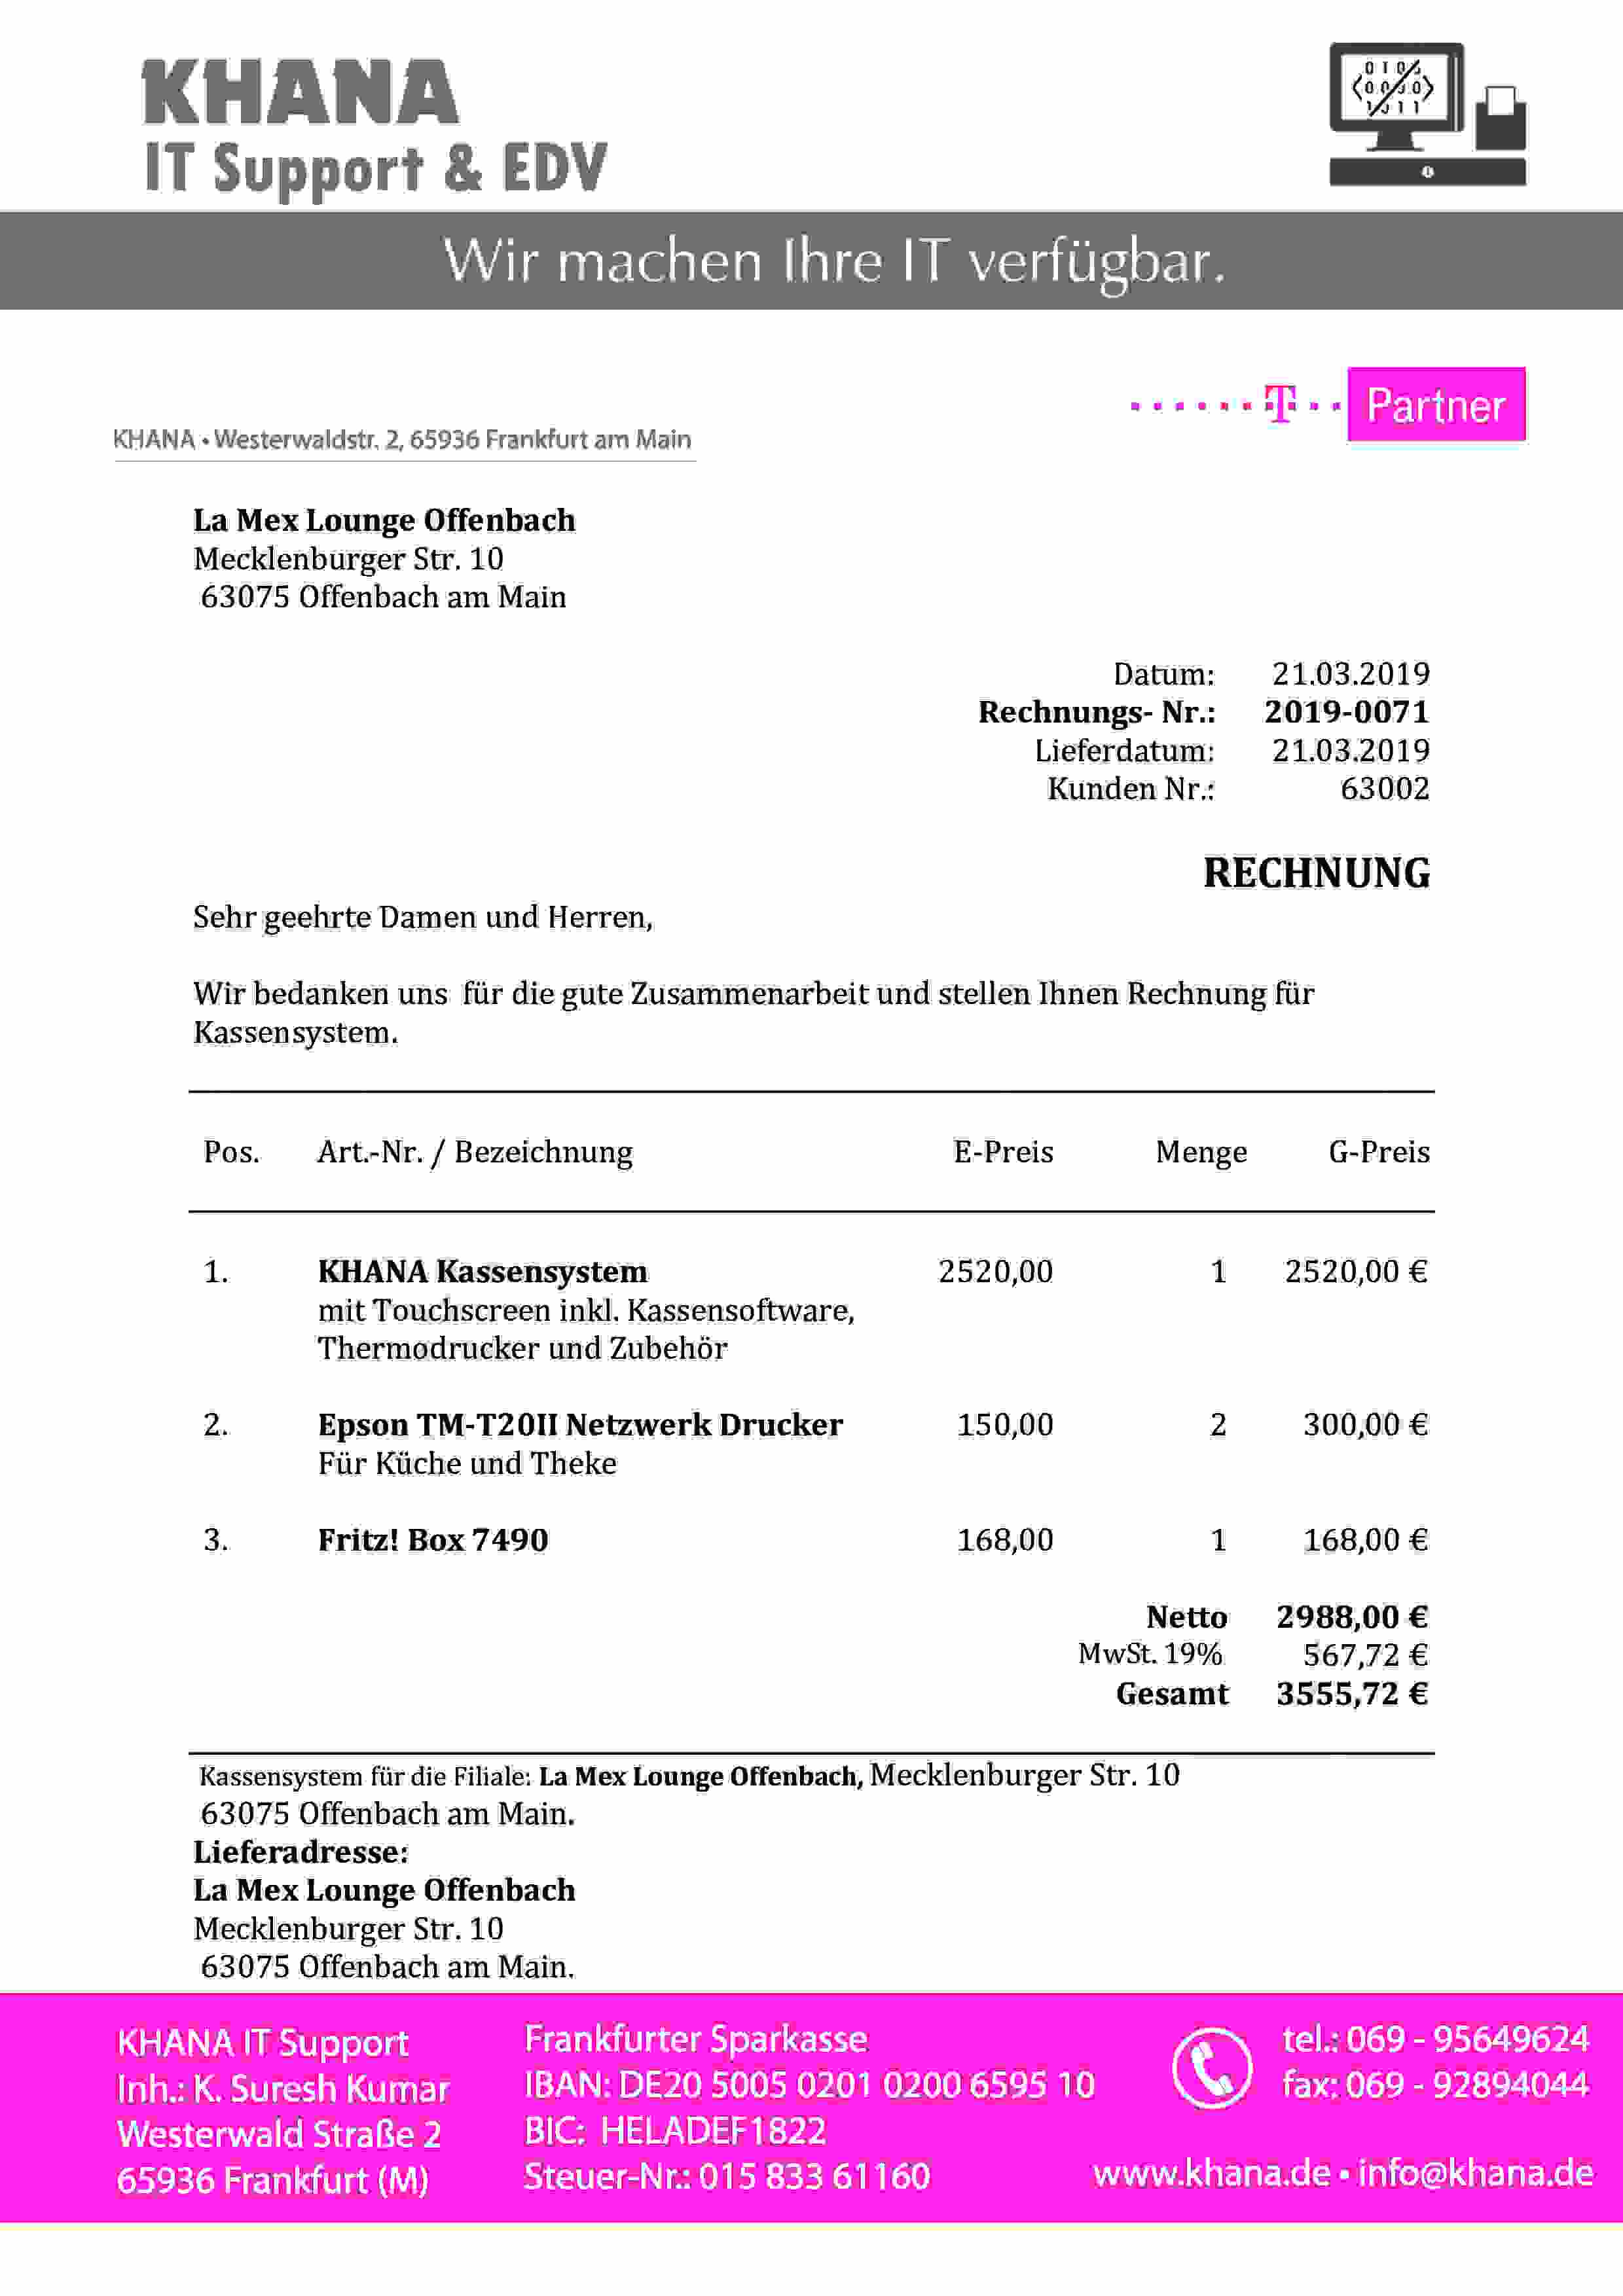 KHANA
IT Support & EDV
Wir machen Ihre IT verfügbar.
T Partner
KHANA • Westerwaldstr. 2, 65936 Frankfurt am Main
La Mex Lounge Offenbach
Mecklenburger Str. 10
63075 Offenbach am Main
Datum: 21.03.2019
Rechnungs- Nr.: 2019-0071
Lieferdatum: 21.03.2019
Kunden Nr.: 63002
RECHNUNG
Sehr geehrte Damen und Herren,
Wir bedanken uns für die gute Zusammenarbeit und stellen Ihnen Rechnung für
Kassensystem.
Pos. Art.-Nr. / Bezeichnung E-Preis Menge G-Preis
1. KHANA Kassensystem 2520,00 1 2520,00 €
mit Touchscreen inkl. Kassensoftware,
Thermodrucker und Zubehör
2. Epson TM-T20II Netzwerk Drucker 150,00 2 300,00 €
Für Küche und Theke
3. Fritz! Box 7490 168,00 1 168,00 €
Netto 2988,00 €
MwSt. 19% 567,72 €
Gesamt 3555,72 €
Kassensystem für die Filiale: La Mex Lounge Offenbach, Mecklenburger Str. 10
63075 Offenbach am Main.
Lieferadresse:
La Mex Lounge Offenbach
Mecklenburger Str. 10
63075 Offenbach am Main.
KHANA IT Support
Inh.: K. Suresh Kumar
Westerwald Straße 2
65936 Frankfurt (M)
Frankfurter Sparkasse
IBAN: DE20 5005 0201 0200 6595 10
BIC: HELADEF1822
Steuer-Nr.: 015 833 61160
tel.: 069 - 95649624
fax: 069 - 92894044
www.khana.de • info@khana.de